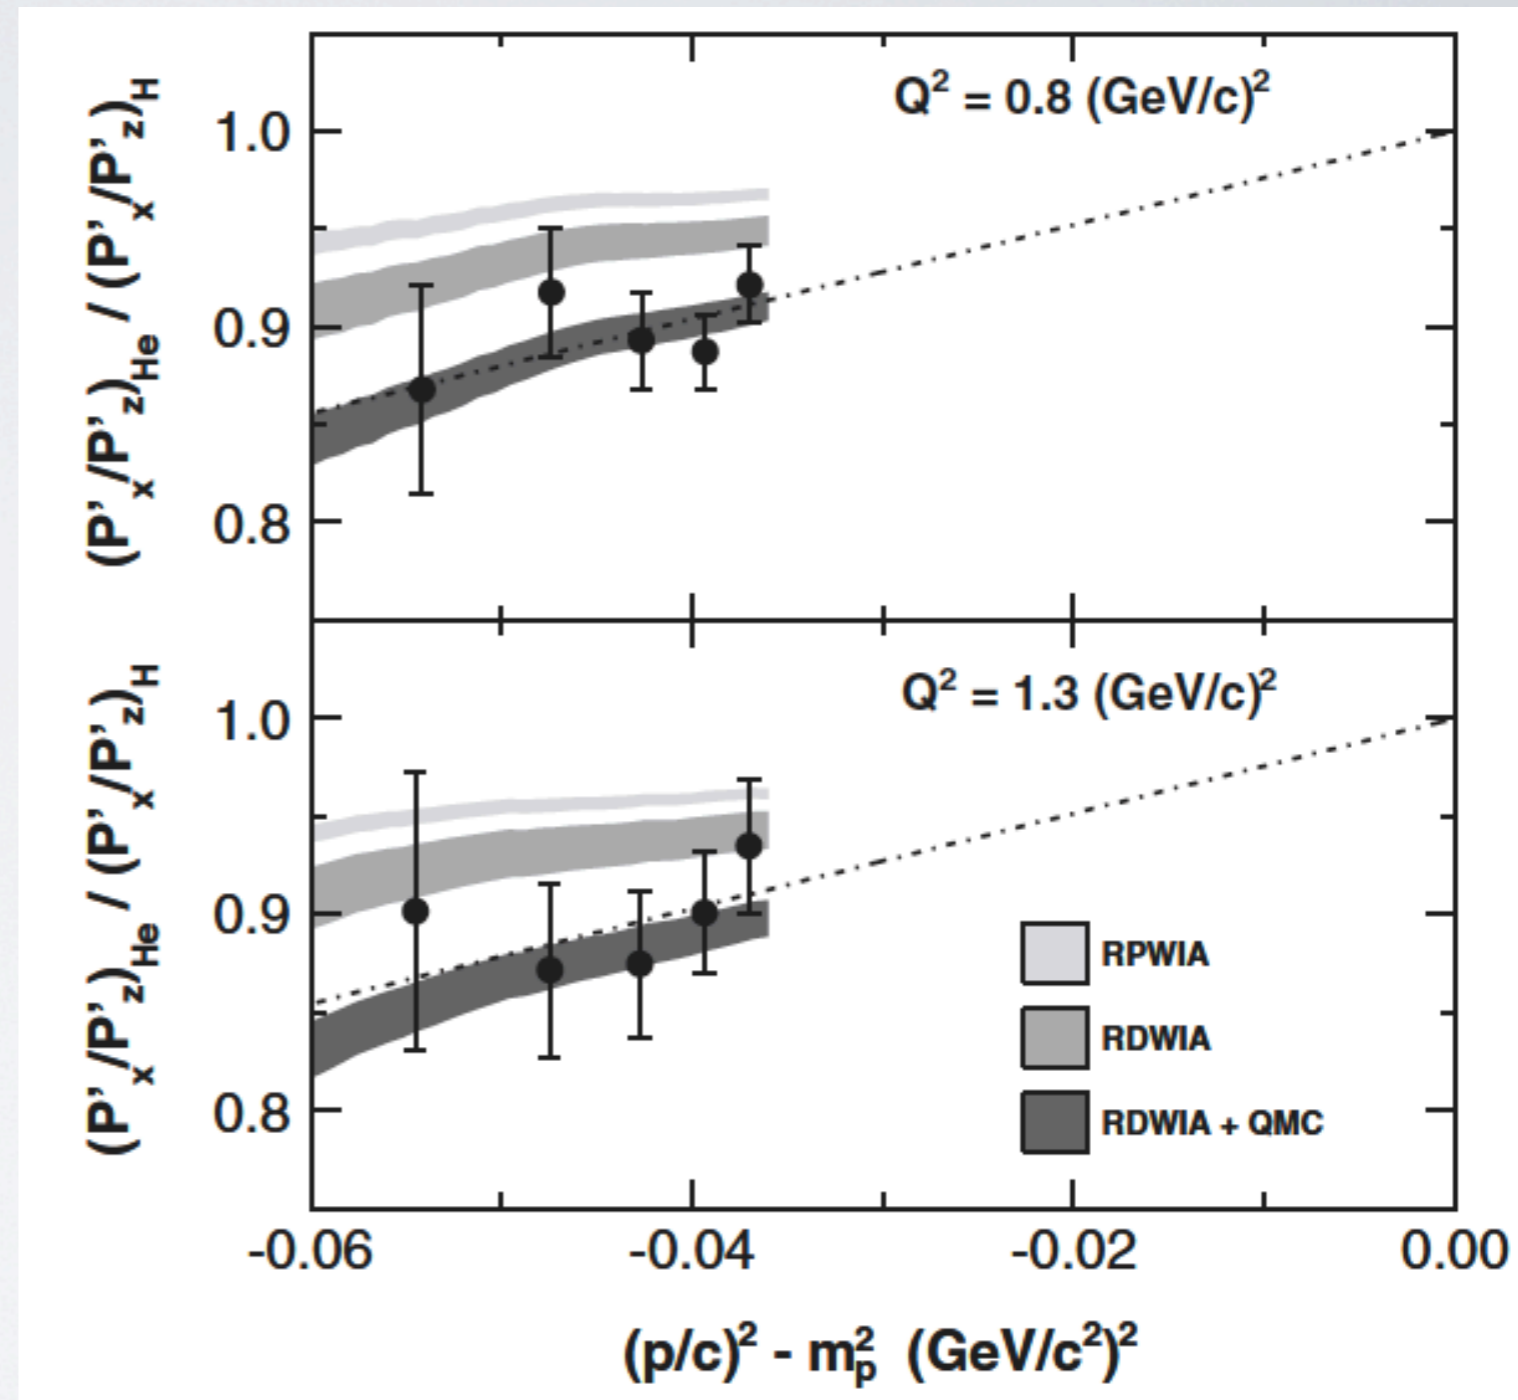 Q² = 0.8 (GeV/c)²
(P'x/P'z)He / (P'x/P'z)H
1.0
0.9
0.8
Q² = 1.3 (GeV/c)²
(P'x/P'z)He / (P'x/P'z)H
1.0
0.9
0.8
RPWIA
RDWIA
RDWIA + QMC
-0.06 -0.04 -0.02 0.00
(p/c)² - mp² (GeV/c²)²